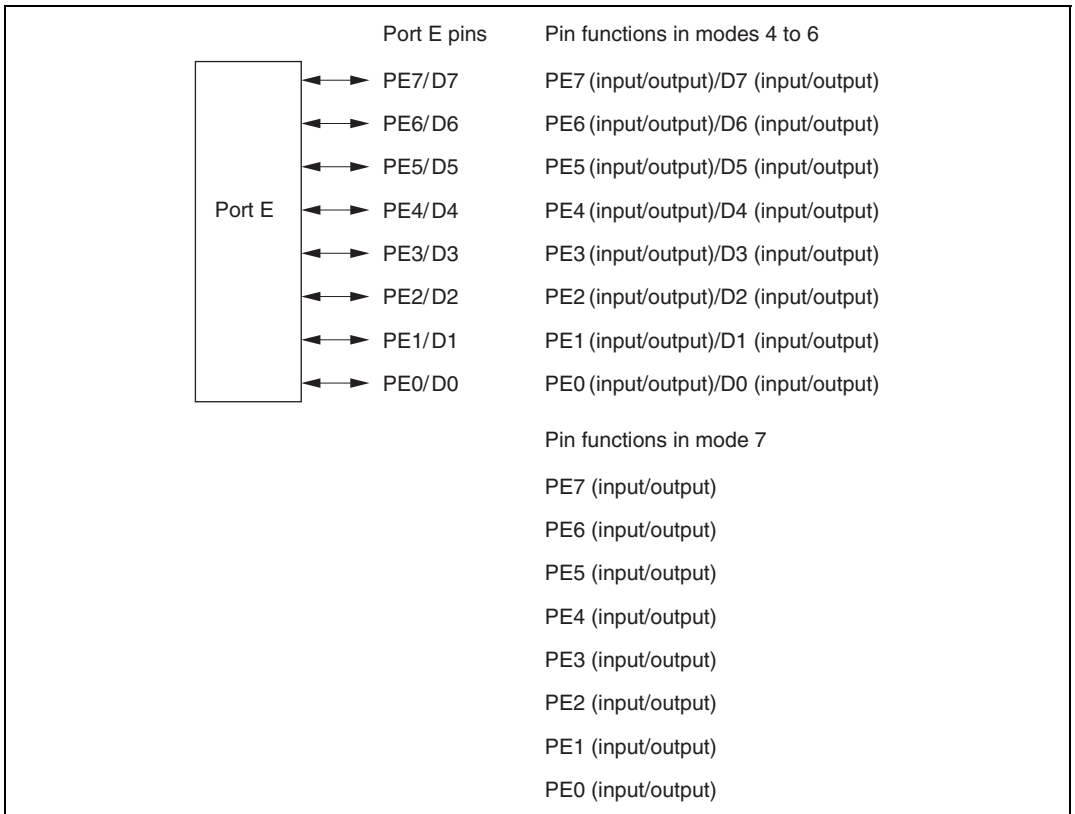 Port E pins Pin functions in modes 4 to 6
PE7/D7 PE7 (input/output)/D7 (input/output)
PE6/D6 PE6 (input/output)/D6 (input/output)
PE5/D5 PE5 (input/output)/D5 (input/output)
Port E PE4/D4 PE4 (input/output)/D4 (input/output)
PE3/D3 PE3 (input/output)/D3 (input/output)
PE2/D2 PE2 (input/output)/D2 (input/output)
PE1/D1 PE1 (input/output)/D1 (input/output)
PE0/D0 PE0 (input/output)/D0 (input/output)
Pin functions in mode 7
PE7 (input/output)
PE6 (input/output)
PE5 (input/output)
PE4 (input/output)
PE3 (input/output)
PE2 (input/output)
PE1 (input/output)
PE0 (input/output)